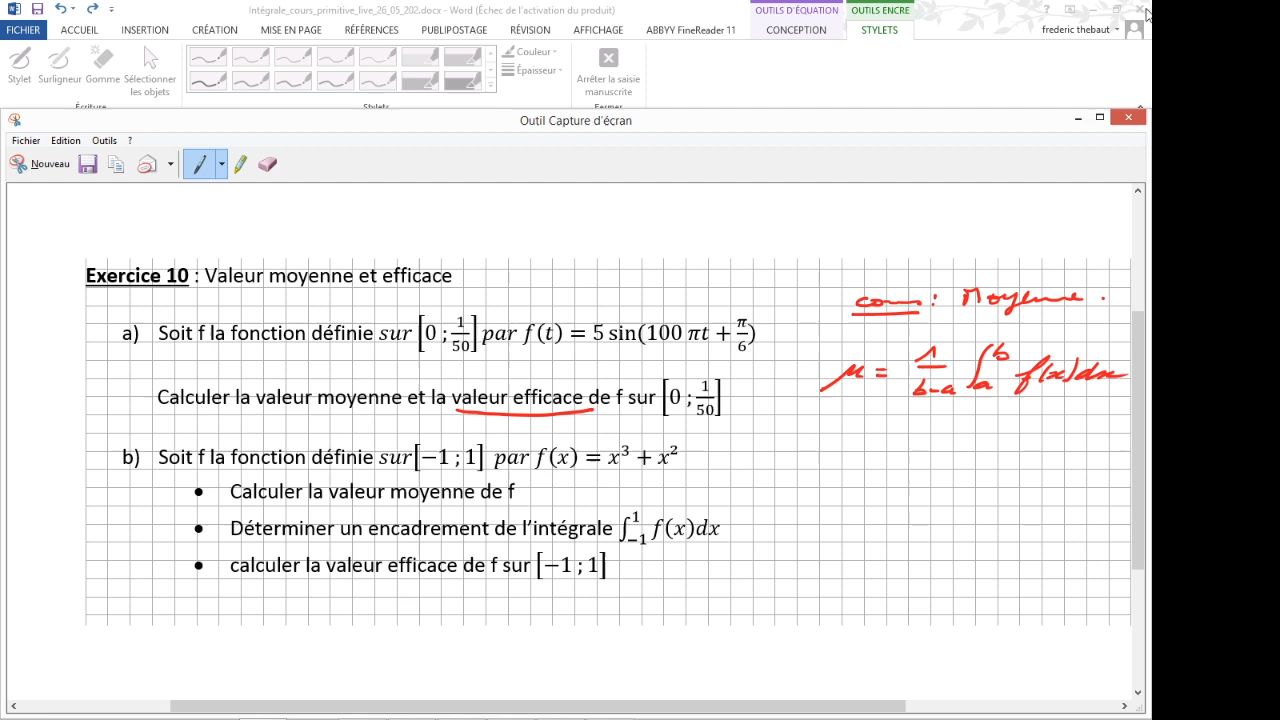 Intégrale_cours_primitive_live_26_05_202.docx - Word (Échec de l'activation du produit)
OUTILS D'ÉQUATION OUTILS ENCRE
FICHIER ACCUEIL INSERTION CRÉATION MISE EN PAGE RÉFÉRENCES PUBLIPOSTAGE RÉVISION AFFICHAGE ABBYY FineReader 11 CONCEPTION STYLETS frederic thebaut
Stylet Surligneur Gomme Sélectionner les objets
Couleur
Épaisseur
Arrêter la saisie manuscrite
Écriture Stylets Fermer
Outil Capture d'écran
Fichier Edition Outils ?
Nouveau
Exercice 10 : Valeur moyenne et efficace
cours : Moyenne .
a) Soit f la fonction définie sur [0 ; 1/50] par f(t) = 5 sin(100 πt + π/6)
μ = 1/(b-a) ∫_a^b f(x)dx
Calculer la valeur moyenne et la valeur efficace de f sur [0 ; 1/50]
b) Soit f la fonction définie sur[−1 ; 1] par f(x) = x³ + x²
• Calculer la valeur moyenne de f
• Déterminer un encadrement de l'intégrale ∫_−1^1 f(x)dx
• calculer la valeur efficace de f sur [−1 ; 1]